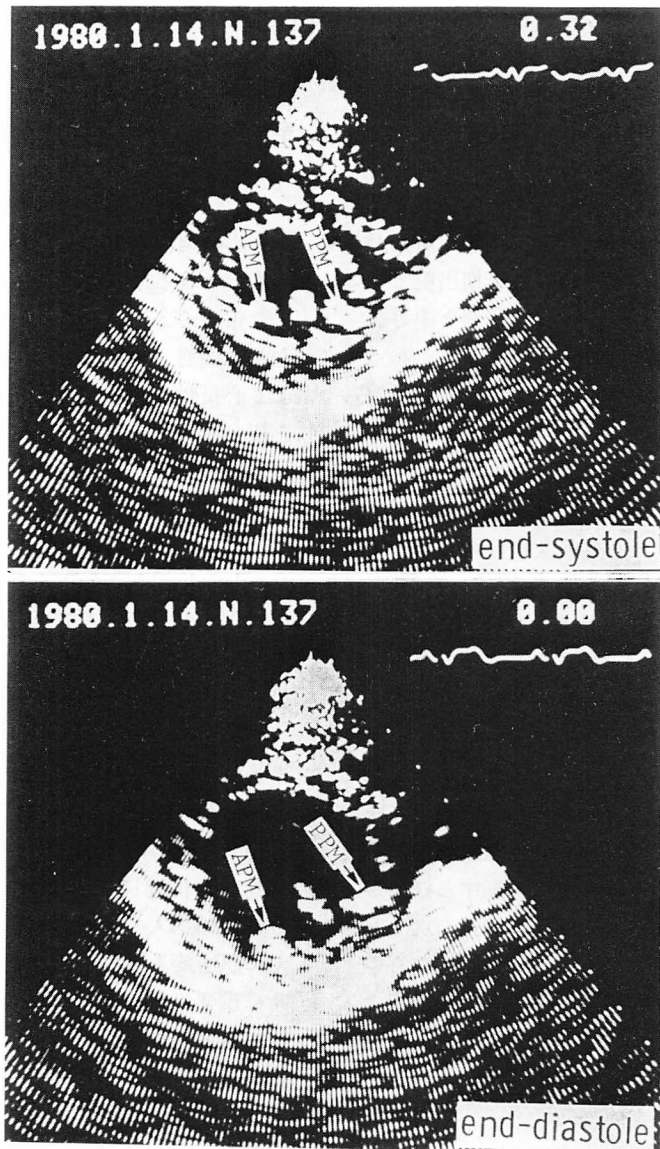 1980.1.14.N.137 0.32
APM PPM
end-systole
1980.1.14.N.137 0.00
APM PPM
end-diastole